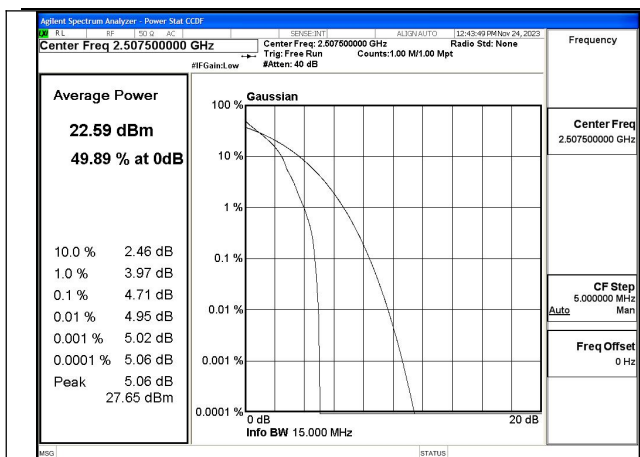 Agilent Spectrum Analyzer - Power Stat CCDF
RL RF 50 Ω AC SENSE:INT ALIGN AUTO 12:43:49 PM Nov 24, 2023
Center Freq 2.507500000 GHz
Center Freq: 2.507500000 GHz Radio Std: None
Trig: Free Run Counts:1.00 M/1.00 Mpt
#IFGain:Low #Atten: 40 dB
Frequency
Average Power
22.59 dBm
49.89 % at 0dB
10.0 % 2.46 dB
1.0 % 3.97 dB
0.1 % 4.71 dB
0.01 % 4.95 dB
0.001 % 5.02 dB
0.0001 % 5.06 dB
Peak 5.06 dB
27.65 dBm
Gaussian
100 %
10 %
1 %
0.1 %
0.01 %
0.001 %
0.0001 %
0 dB 20 dB
Info BW 15.000 MHz
Center Freq
2.507500000 GHz
CF Step
5.000000 MHz
Auto Man
Freq Offset
0 Hz
MSG STATUS